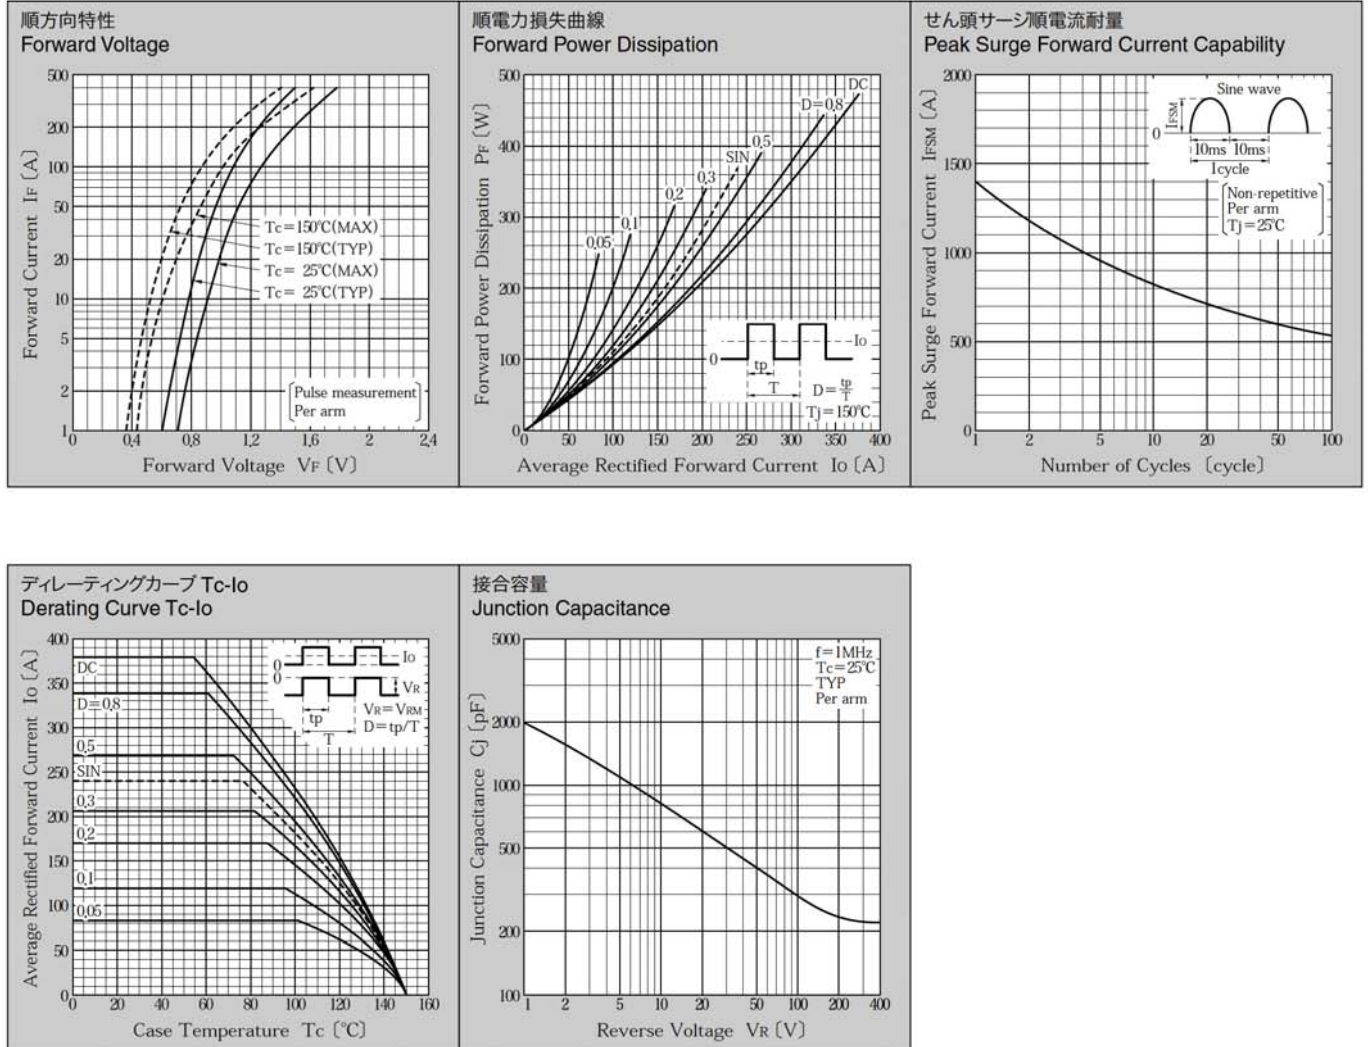 順方向特性
Forward Voltage
500
200
100
50
20
10
5
2
1
Forward Current IF〔A〕
Tc=150℃(MAX)
Tc=150℃(TYP)
Tc= 25℃(MAX)
Tc= 25℃(TYP)
Pulse measurement
Per arm
0 0.4 0.8 1.2 1.6 2 2.4
Forward Voltage VF〔V〕
順電力損失曲線
Forward Power Dissipation
500
400
300
200
100
0
Forward Power Dissipation PF〔W〕
DC
D=0.8
0.5
SIN
0.3
0.2
0.1
0.05
Io
0
tp
T
D=tp/T
Tj=150℃
0 50 100 150 200 250 300 350 400
Average Rectified Forward Current Io〔A〕
せん頭サージ順電流耐量
Peak Surge Forward Current Capability
2000
1500
1000
500
0
Peak Surge Forward Current IFSM〔A〕
Sine wave
IFSM
0
10ms 10ms
1cycle
Non-repetitive
Per arm
Tj=25℃
1 2 5 10 20 50 100
Number of Cycles〔cycle〕
ディレーティングカーブ Tc-Io
Derating Curve Tc-Io
400
350
300
250
200
150
100
50
0
Average Rectified Forward Current Io〔A〕
DC
D=0.8
0.5
SIN
0.3
0.2
0.1
0.05
0
Io
0
VR
tp
T
VR=VRM
D=tp/T
0 20 40 60 80 100 120 140 160
Case Temperature Tc〔℃〕
接合容量
Junction Capacitance
5000
2000
1000
500
200
100
Junction Capacitance Cj〔pF〕
f=1MHz
Tc=25℃
TYP
Per arm
1 2 5 10 20 50 100 200 400
Reverse Voltage VR〔V〕